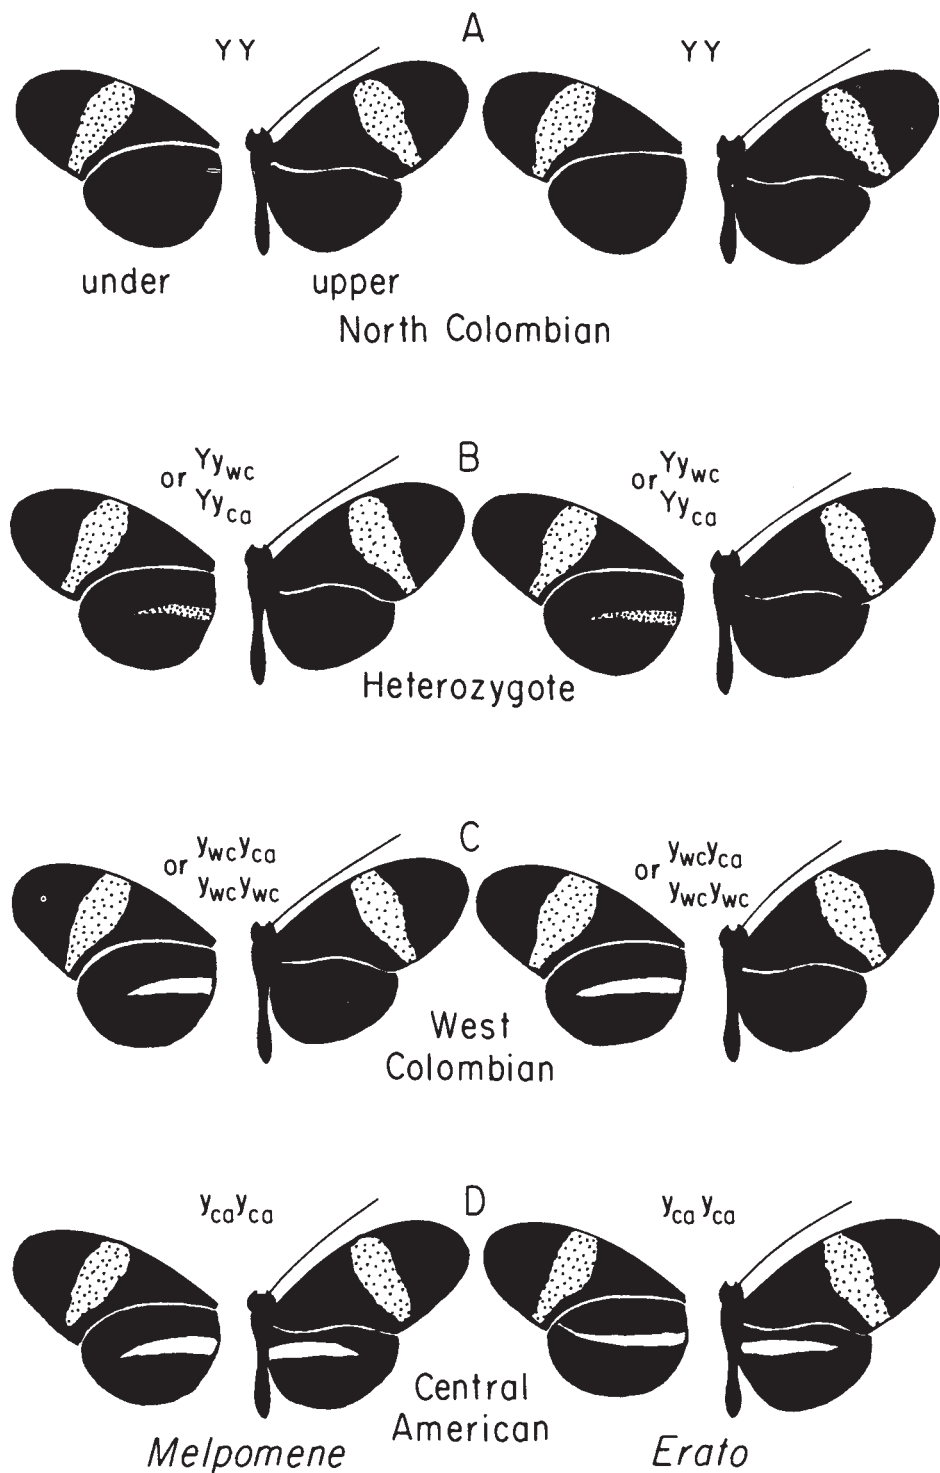 A
YY
YY
under
upper
North Colombian
B
or Yy_wc
Yy_ca
or Yy_wc
Yy_ca
Heterozygote
C
or y_wc y_ca
y_wc y_wc
or y_wc y_ca
y_wc y_wc
West
Colombian
D
y_ca y_ca
y_ca y_ca
Central
American
Melpomene
Erato